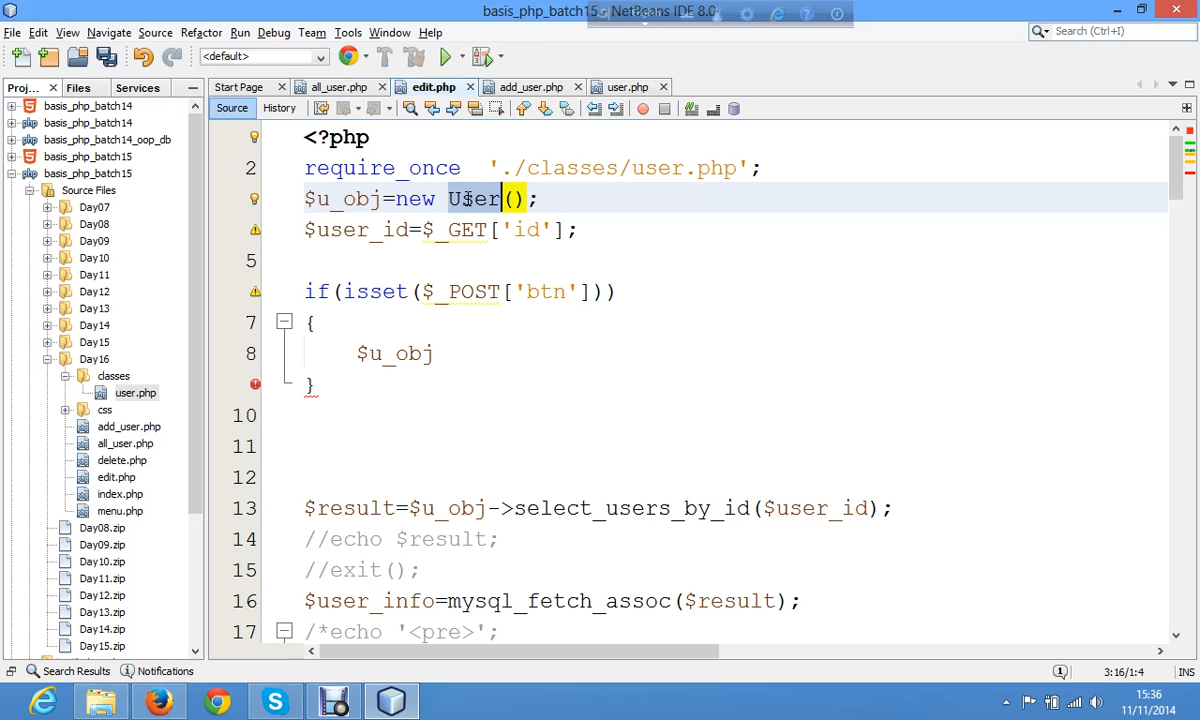 basis_php_batch15 - NetBeans IDE 8.0
File Edit View Navigate Source Refactor Run Debug Team Tools Window Help
Search (Ctrl+I)
<default>
Proj... Files Services
Start Page all_user.php edit.php add_user.php user.php
Source History
basis_php_batch14
basis_php_batch14
basis_php_batch14_oop_db
basis_php_batch15
basis_php_batch15
Source Files
Day07
Day08
Day09
Day10
Day11
Day12
Day13
Day14
Day15
Day16
classes
user.php
css
add_user.php
all_user.php
delete.php
edit.php
index.php
menu.php
Day08.zip
Day09.zip
Day10.zip
Day11.zip
Day12.zip
Day13.zip
Day14.zip
Day15.zip
<?php
2 require_once './classes/user.php';
$u_obj=new User();
$user_id=$_GET['id'];
5
if(isset($_POST['btn']))
7 {
8 $u_obj
}
10
11
12
13 $result=$u_obj->select_users_by_id($user_id);
14 //echo $result;
15 //exit();
16 $user_info=mysql_fetch_assoc($result);
17 /*echo '<pre>';
Search Results Notifications
3:16/1:4 INS
15:36
11/11/2014